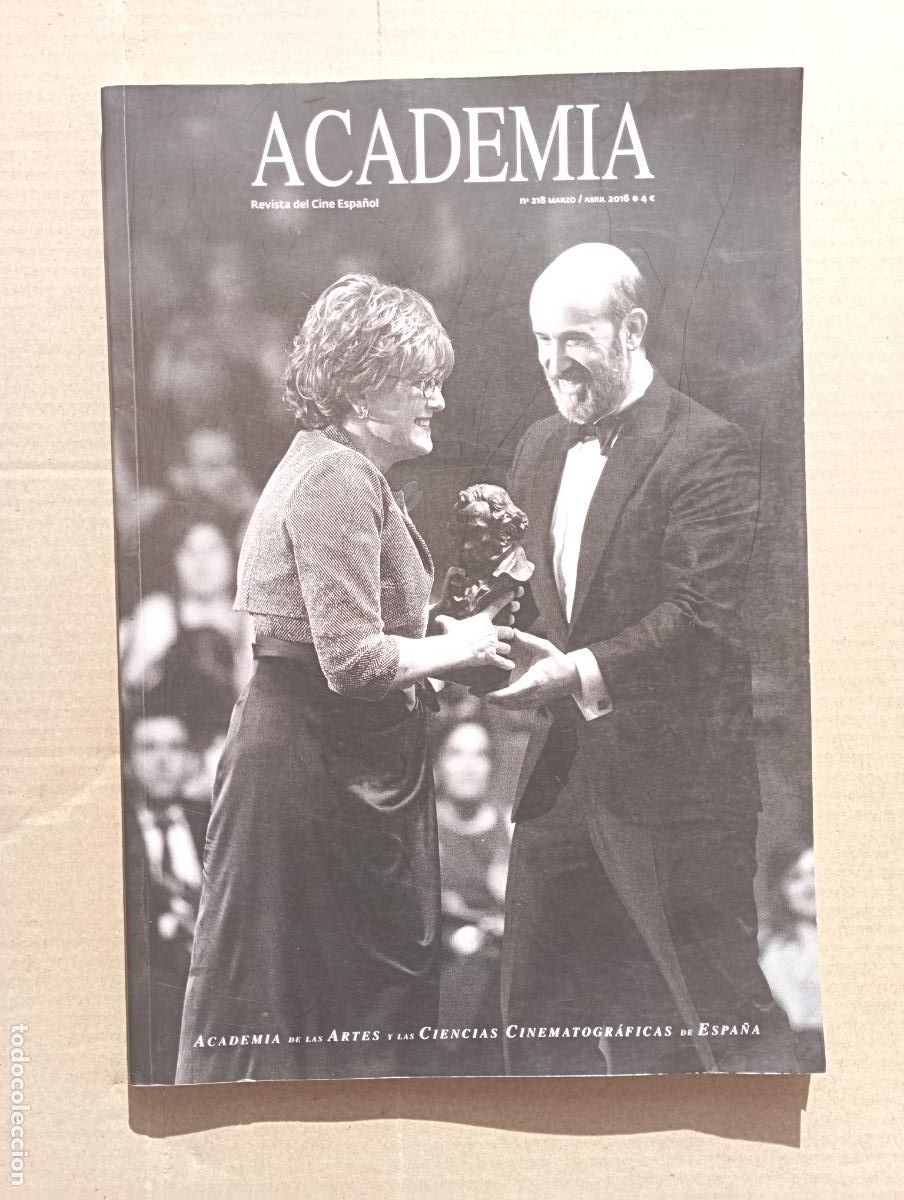 ACADEMIA
Revista del Cine Español
nº 218 MARZO / ABRIL 2016 ● 4 €
ACADEMIA DE LAS ARTES Y LAS CIENCIAS CINEMATOGRÁFICAS DE ESPAÑA
todocoleccion